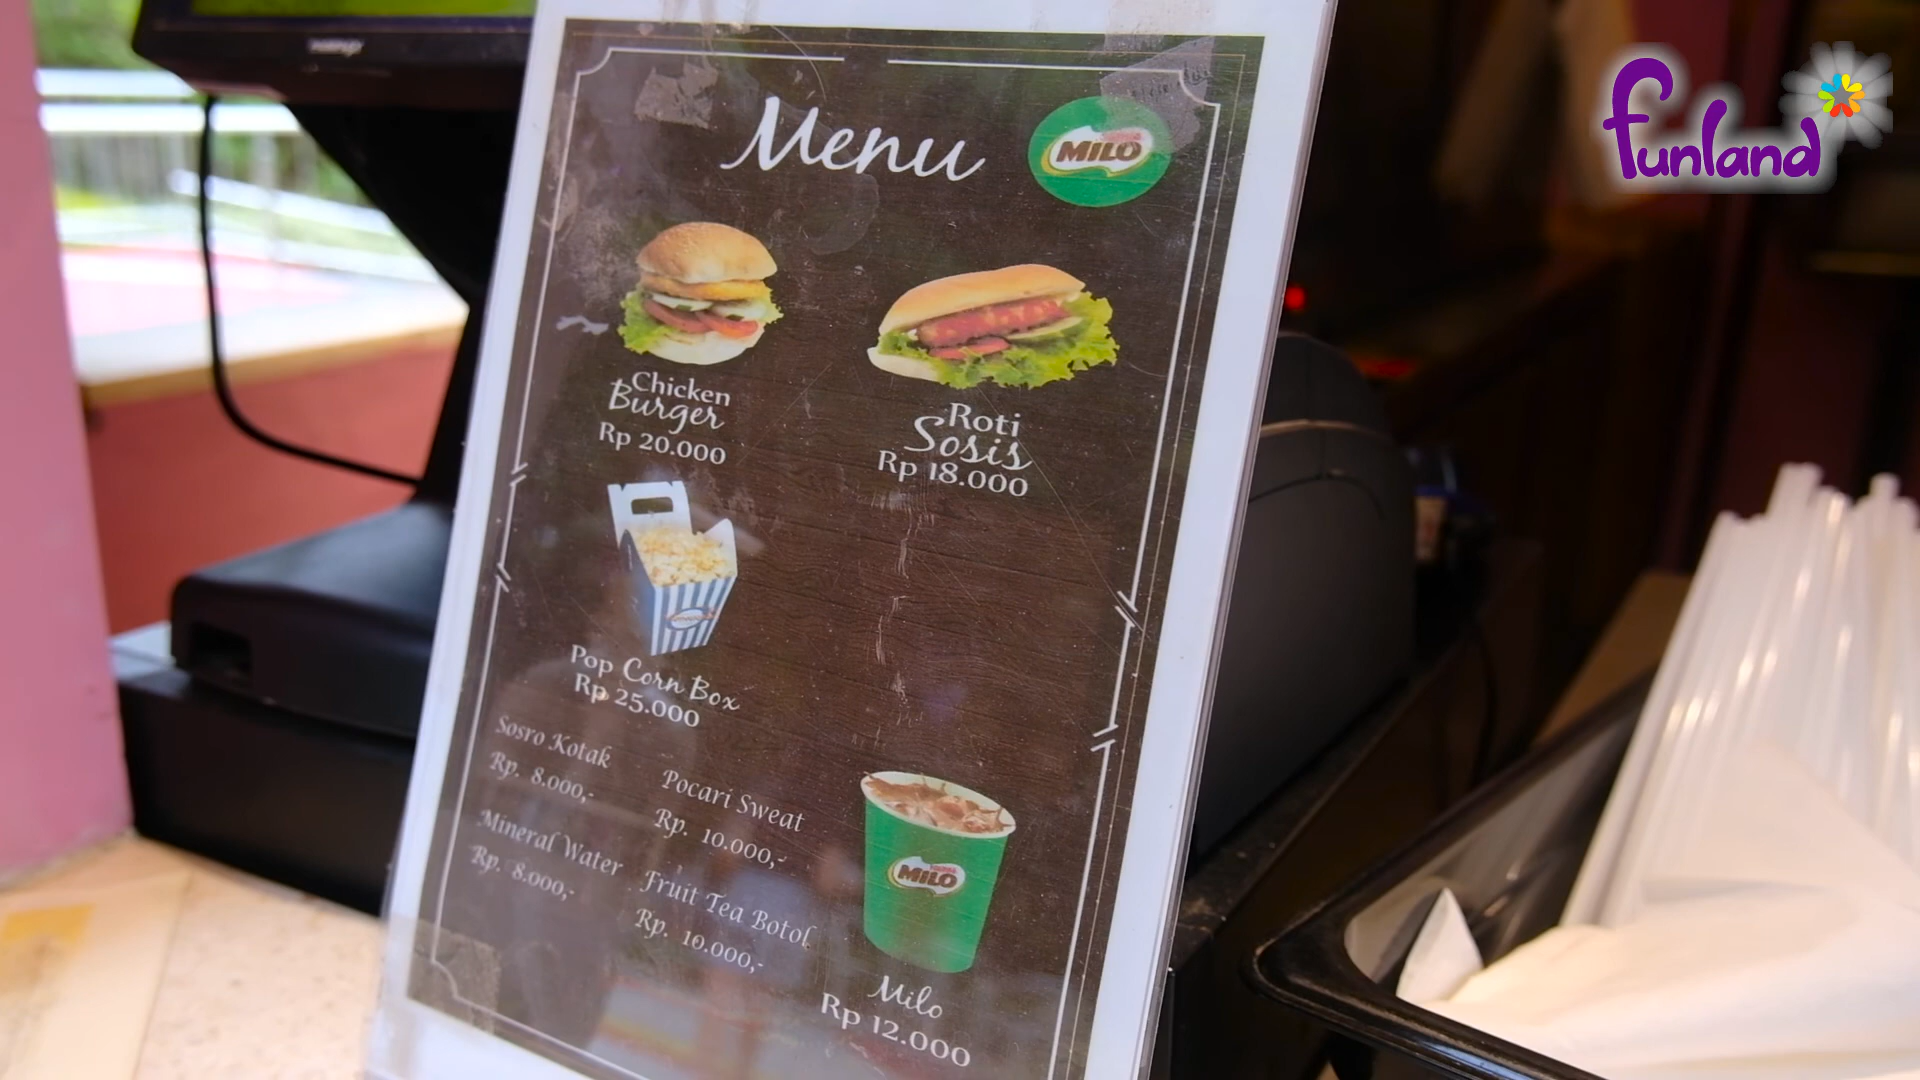 funland
Menu
MILO
Chicken
Burger
Rp 20.000
Roti
Sosis
Rp 18.000
Pop Corn Box
Rp 25.000
Sosro Kotak
Rp. 8.000,-
Mineral Water
Rp. 8.000,-
Pocari Sweat
Rp. 10.000,-
Fruit Tea Botol
Rp. 10.000,-
MILO
Milo
Rp 12.000